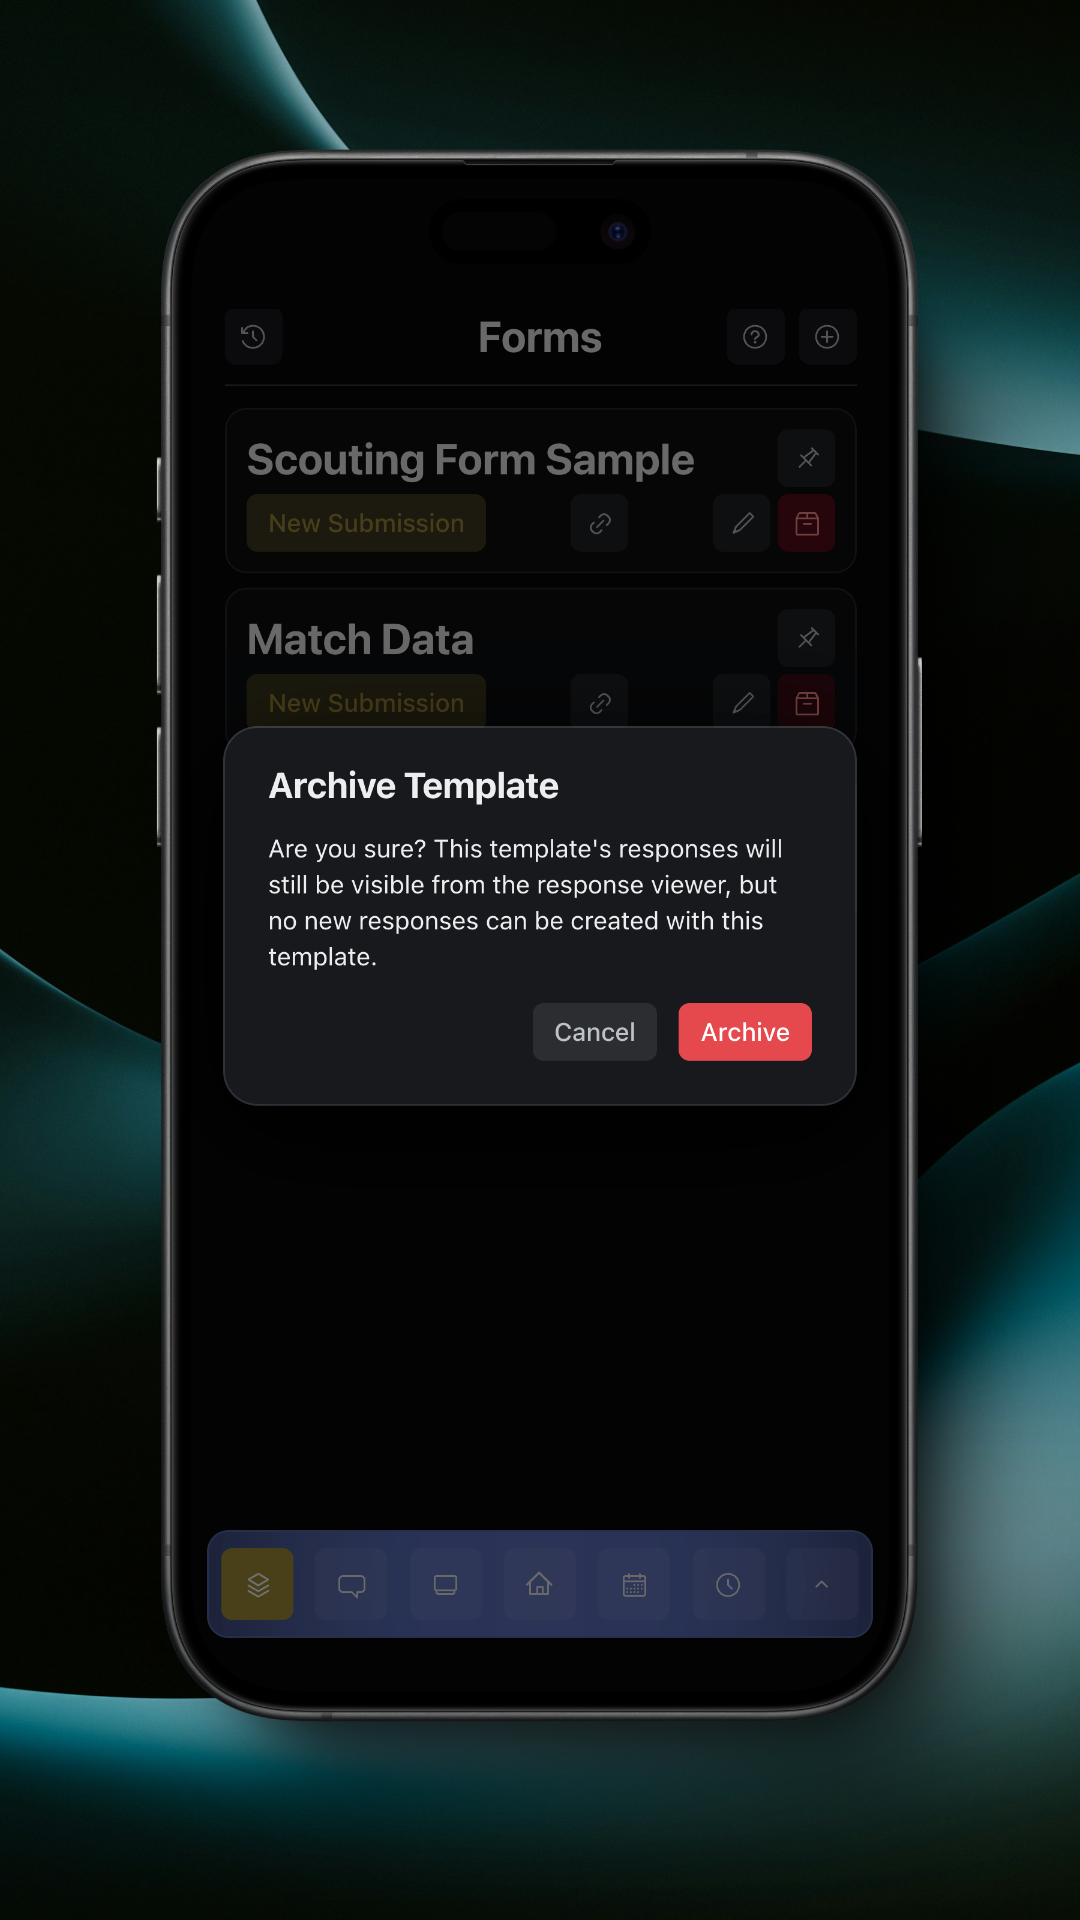 Forms
Scouting Form Sample
New Submission
Match Data
New Submission
Archive Template
Are you sure? This template's responses will
still be visible from the response viewer, but
no new responses can be created with this
template.
Cancel
Archive